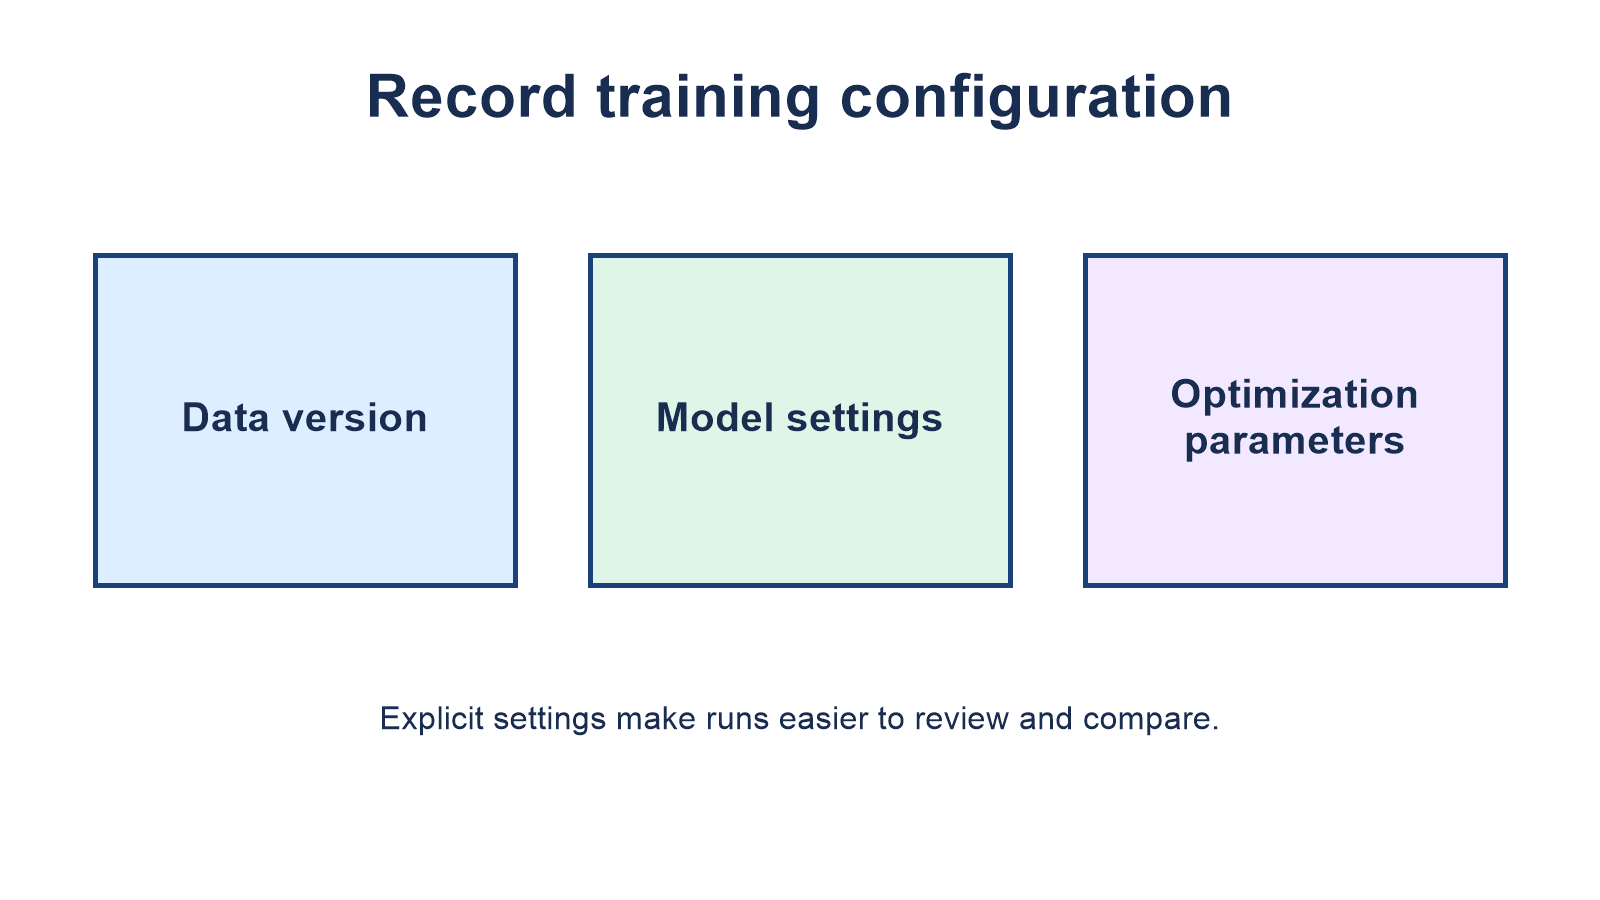 Record training configuration
Data version
Model settings
Optimization
parameters
Explicit settings make runs easier to review and compare.